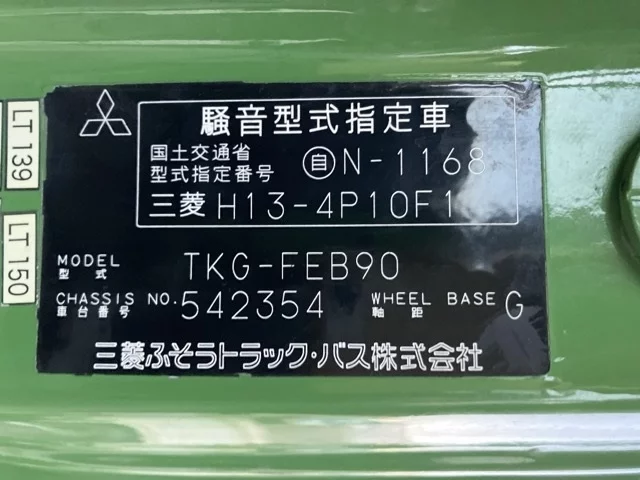 騒音型式指定車
国土交通省
型式指定番号 自N-1168
三菱 H13-4P10F1
MODEL
型式 TKG-FEB90
CHASSIS NO. 542354 WHEEL BASE G
車台番号 軸距
三菱ふそうトラック・バス株式会社
LT 139
LT 150